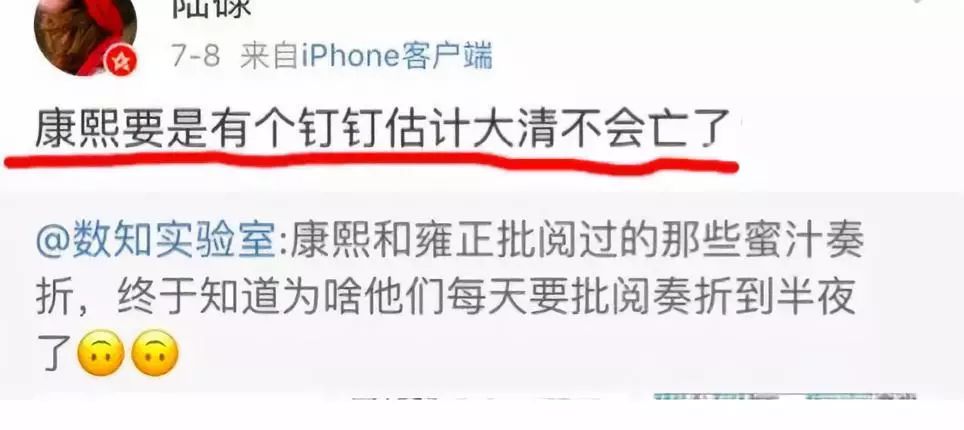 陆碌
7-8 来自iPhone客户端
康熙要是有个钉钉估计大清不会亡了
@数知实验室:康熙和雍正批阅过的那些蜜汁奏
折，终于知道为啥他们每天要批阅奏折到半夜
了🙃🙃